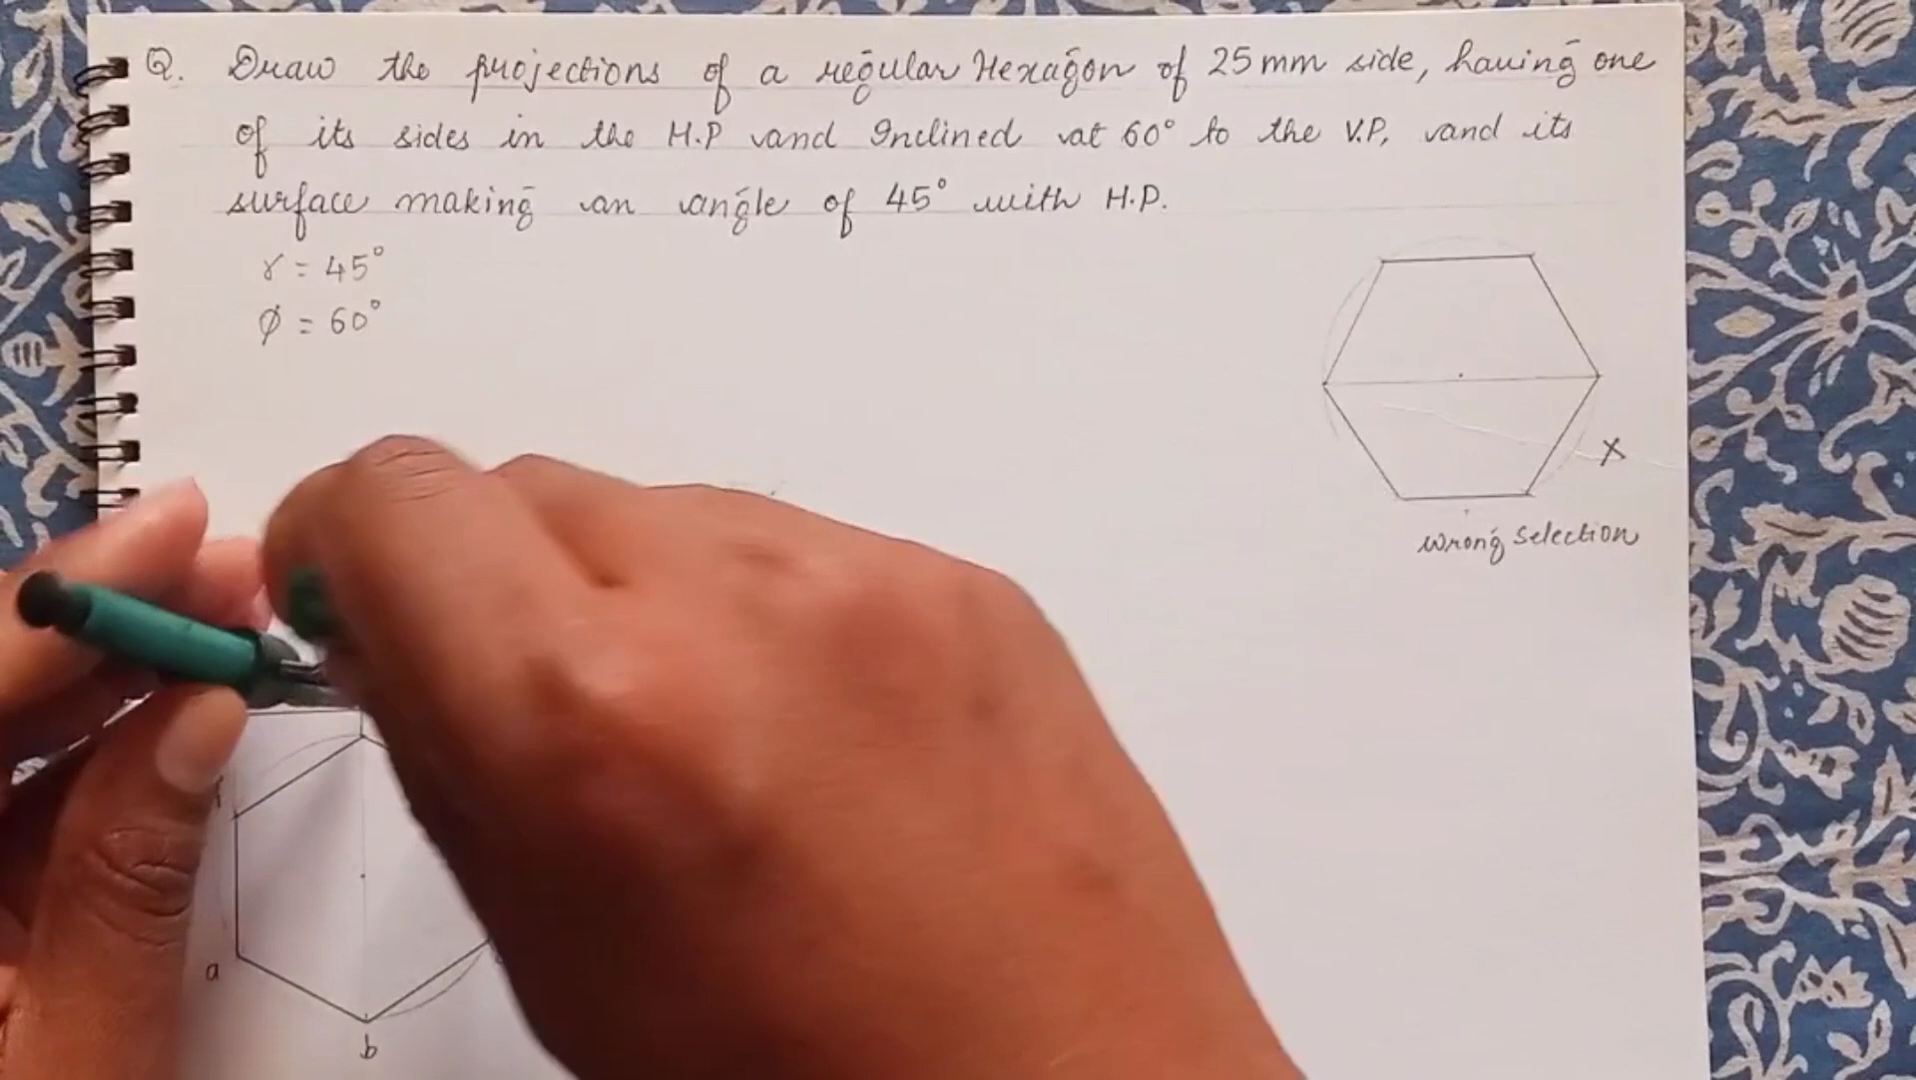 Q. Draw the projections of a regular Hexagon of 25 mm side, having one
of its sides in the H.P and Inclined at 60° to the V.P, and its
surface making an angle of 45° with H.P.
γ = 45°
φ = 60°
X
wrong selection
f
a
b